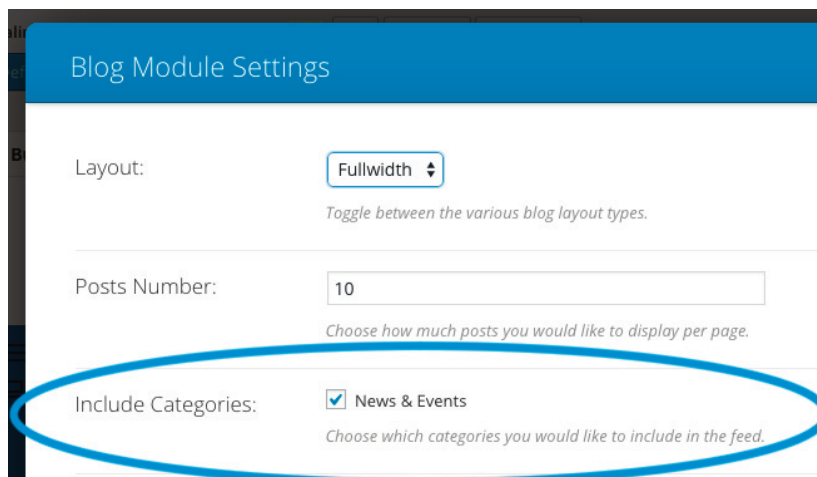 Blog Module Settings
Layout:
Fullwidth
Toggle between the various blog layout types.
Posts Number:
10
Choose how much posts you would like to display per page.
Include Categories:
News & Events
Choose which categories you would like to include in the feed.